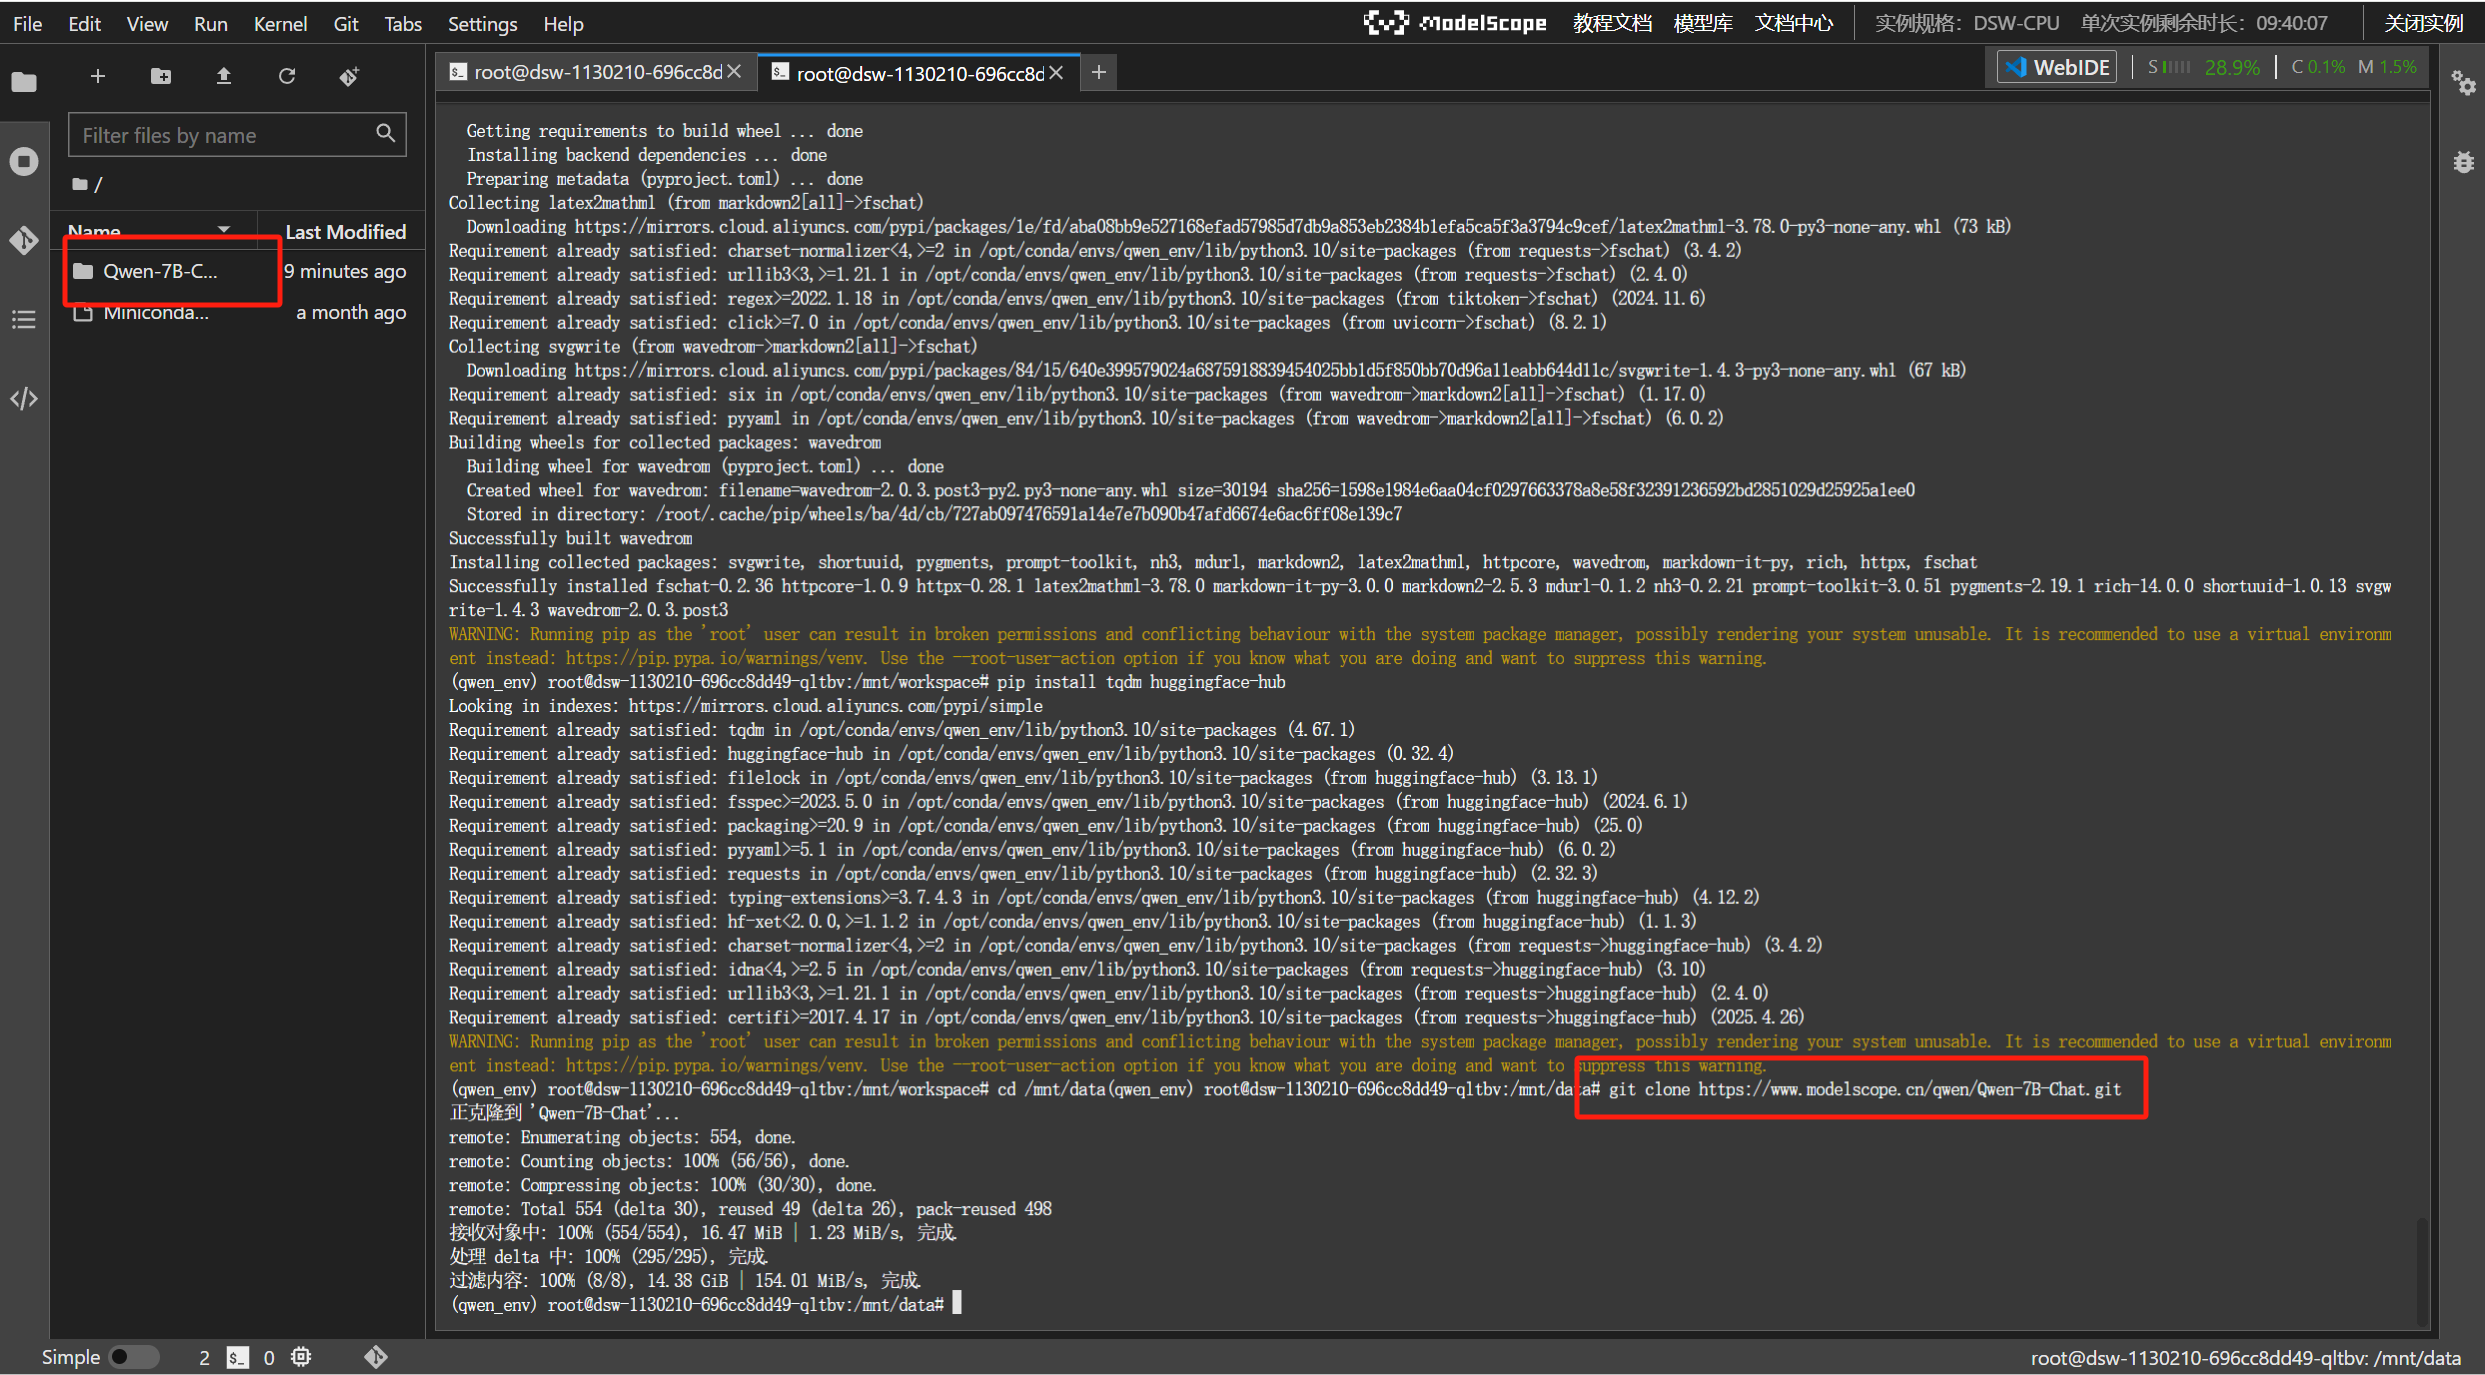 File Edit View Run Kernel Git Tabs Settings Help
ModelScope 教程文档 模型库 文档中心 实例规格: DSW-CPU 单次实例剩余时长: 09:40:07 关闭实例
root@dsw-1130210-696cc8d
root@dsw-1130210-696cc8d
WebIDE S 28.9% C 0.1% M 1.5%
Filter files by name
/
Name Last Modified
Qwen-7B-C... 9 minutes ago
Miniconda... a month ago
Getting requirements to build wheel ... done
Installing backend dependencies ... done
Preparing metadata (pyproject.toml) ... done
Collecting latex2mathml (from markdown2[all]->fschat)
Downloading https://mirrors.cloud.aliyuncs.com/pypi/packages/1e/fd/aba08bb9e527168efad57985d7db9a853eb2384b1efa5ca5f3a3794c9cef/latex2mathml-3.78.0-py3-none-any.whl (73 kB)
Requirement already satisfied: charset-normalizer<4,>=2 in /opt/conda/envs/qwen_env/lib/python3.10/site-packages (from requests->fschat) (3.4.2)
Requirement already satisfied: urllib3<3,>=1.21.1 in /opt/conda/envs/qwen_env/lib/python3.10/site-packages (from requests->fschat) (2.4.0)
Requirement already satisfied: regex>=2022.1.18 in /opt/conda/envs/qwen_env/lib/python3.10/site-packages (from tiktoken->fschat) (2024.11.6)
Requirement already satisfied: click>=7.0 in /opt/conda/envs/qwen_env/lib/python3.10/site-packages (from uvicorn->fschat) (8.2.1)
Collecting svgwrite (from wavedrom->markdown2[all]->fschat)
Downloading https://mirrors.cloud.aliyuncs.com/pypi/packages/84/15/640e399579024a6875918839454025bb1d5f850bb70d96a11eabb644d11c/svgwrite-1.4.3-py3-none-any.whl (67 kB)
Requirement already satisfied: six in /opt/conda/envs/qwen_env/lib/python3.10/site-packages (from wavedrom->markdown2[all]->fschat) (1.17.0)
Requirement already satisfied: pyyaml in /opt/conda/envs/qwen_env/lib/python3.10/site-packages (from wavedrom->markdown2[all]->fschat) (6.0.2)
Building wheels for collected packages: wavedrom
Building wheel for wavedrom (pyproject.toml) ... done
Created wheel for wavedrom: filename=wavedrom-2.0.3.post3-py2.py3-none-any.whl size=30194 sha256=1598e1984e6aa04cf0297663378a8e58f32391236592bd2851029d25925a1ee0
Stored in directory: /root/.cache/pip/wheels/ba/4d/cb/727ab097476591a14e7e7b090b47afd6674e6ac6ff08e139c7
Successfully built wavedrom
Installing collected packages: svgwrite, shortuuid, pygments, prompt-toolkit, nh3, mdurl, markdown2, latex2mathml, httpcore, wavedrom, markdown-it-py, rich, httpx, fschat
Successfully installed fschat-0.2.36 httpcore-1.0.9 httpx-0.28.1 latex2mathml-3.78.0 markdown-it-py-3.0.0 markdown2-2.5.3 mdurl-0.1.2 nh3-0.2.21 prompt-toolkit-3.0.51 pygments-2.19.1 rich-14.0.0 shortuuid-1.0.13 svgw
rite-1.4.3 wavedrom-2.0.3.post3
WARNING: Running pip as the 'root' user can result in broken permissions and conflicting behaviour with the system package manager, possibly rendering your system unusable. It is recommended to use a virtual environm
ent instead: https://pip.pypa.io/warnings/venv. Use the --root-user-action option if you know what you are doing and want to suppress this warning.
(qwen_env) root@dsw-1130210-696cc8dd49-qltbv:/mnt/workspace# pip install tqdm huggingface-hub
Looking in indexes: https://mirrors.cloud.aliyuncs.com/pypi/simple
Requirement already satisfied: tqdm in /opt/conda/envs/qwen_env/lib/python3.10/site-packages (4.67.1)
Requirement already satisfied: huggingface-hub in /opt/conda/envs/qwen_env/lib/python3.10/site-packages (0.32.4)
Requirement already satisfied: filelock in /opt/conda/envs/qwen_env/lib/python3.10/site-packages (from huggingface-hub) (3.13.1)
Requirement already satisfied: fsspec>=2023.5.0 in /opt/conda/envs/qwen_env/lib/python3.10/site-packages (from huggingface-hub) (2024.6.1)
Requirement already satisfied: packaging>=20.9 in /opt/conda/envs/qwen_env/lib/python3.10/site-packages (from huggingface-hub) (25.0)
Requirement already satisfied: pyyaml>=5.1 in /opt/conda/envs/qwen_env/lib/python3.10/site-packages (from huggingface-hub) (6.0.2)
Requirement already satisfied: requests in /opt/conda/envs/qwen_env/lib/python3.10/site-packages (from huggingface-hub) (2.32.3)
Requirement already satisfied: typing-extensions>=3.7.4.3 in /opt/conda/envs/qwen_env/lib/python3.10/site-packages (from huggingface-hub) (4.12.2)
Requirement already satisfied: hf-xet<2.0.0,>=1.1.2 in /opt/conda/envs/qwen_env/lib/python3.10/site-packages (from huggingface-hub) (1.1.3)
Requirement already satisfied: charset-normalizer<4,>=2 in /opt/conda/envs/qwen_env/lib/python3.10/site-packages (from requests->huggingface-hub) (3.4.2)
Requirement already satisfied: idna<4,>=2.5 in /opt/conda/envs/qwen_env/lib/python3.10/site-packages (from requests->huggingface-hub) (3.10)
Requirement already satisfied: urllib3<3,>=1.21.1 in /opt/conda/envs/qwen_env/lib/python3.10/site-packages (from requests->huggingface-hub) (2.4.0)
Requirement already satisfied: certifi>=2017.4.17 in /opt/conda/envs/qwen_env/lib/python3.10/site-packages (from requests->huggingface-hub) (2025.4.26)
WARNING: Running pip as the 'root' user can result in broken permissions and conflicting behaviour with the system package manager, possibly rendering your system unusable. It is recommended to use a virtual environm
ent instead: https://pip.pypa.io/warnings/venv. Use the --root-user-action option if you know what you are doing and want to suppress this warning.
(qwen_env) root@dsw-1130210-696cc8dd49-qltbv:/mnt/workspace# cd /mnt/data(qwen_env) root@dsw-1130210-696cc8dd49-qltbv:/mnt/data# git clone https://www.modelscope.cn/qwen/Qwen-7B-Chat.git
正克隆到 'Qwen-7B-Chat'...
remote: Enumerating objects: 554, done.
remote: Counting objects: 100% (56/56), done.
remote: Compressing objects: 100% (30/30), done.
remote: Total 554 (delta 30), reused 49 (delta 26), pack-reused 498
接收对象中: 100% (554/554), 16.47 MiB | 1.23 MiB/s, 完成.
处理 delta 中: 100% (295/295), 完成.
过滤内容: 100% (8/8), 14.38 GiB | 154.01 MiB/s, 完成.
(qwen_env) root@dsw-1130210-696cc8dd49-qltbv:/mnt/data#
Simple 2 $_ 0 root@dsw-1130210-696cc8dd49-qltbv: /mnt/data